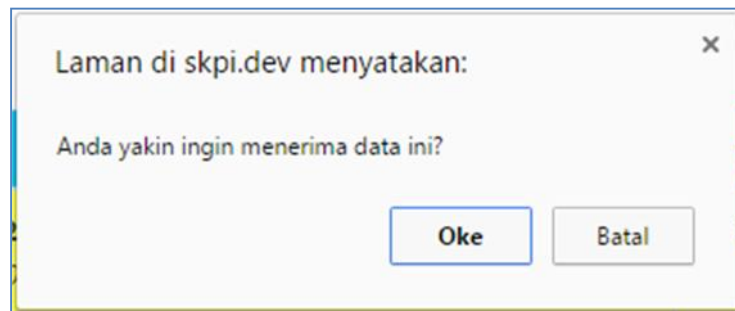 Laman di skpi.dev menyatakan:
Anda yakin ingin menerima data ini?
Oke
Batal